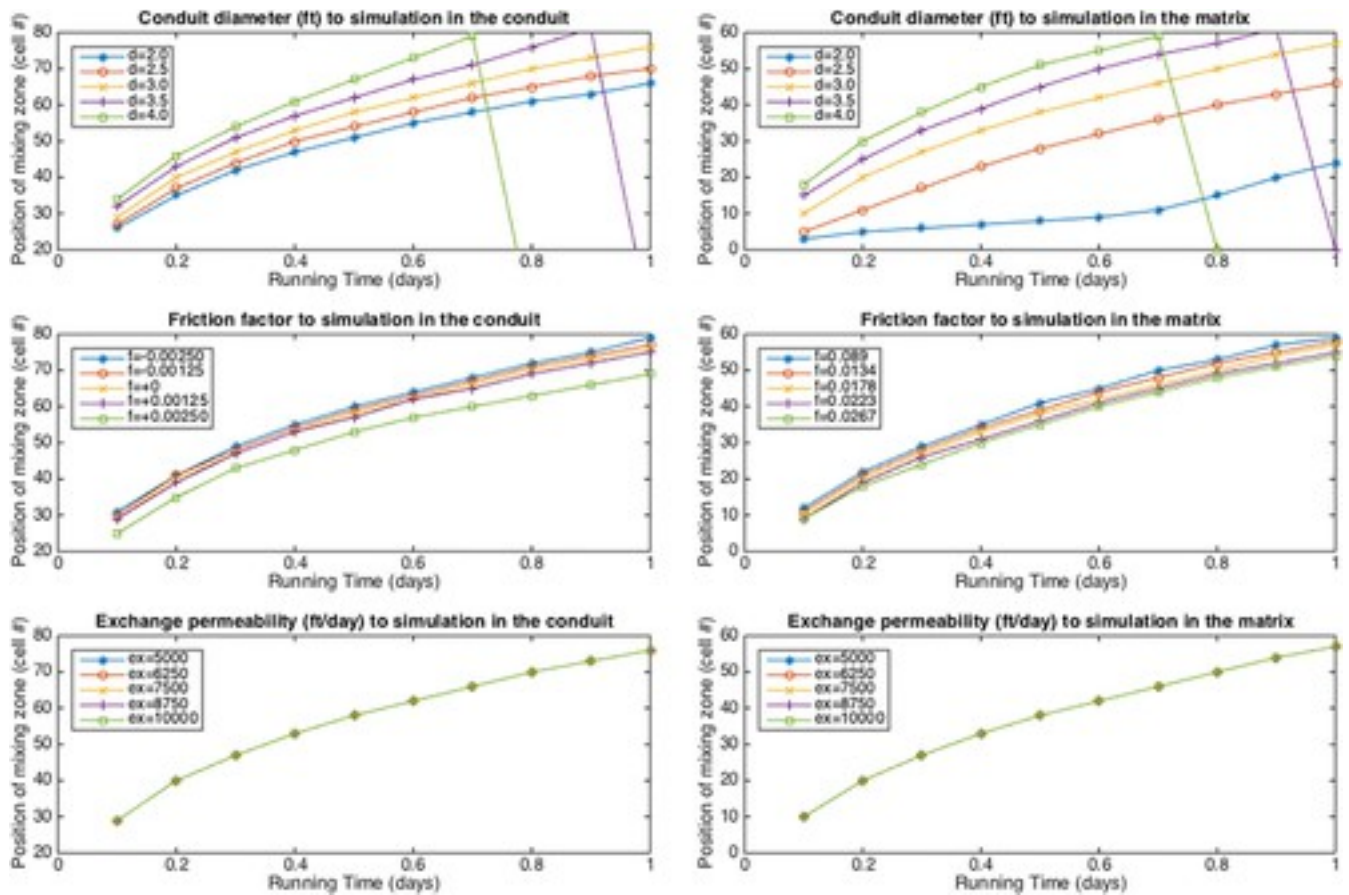 Conduit diameter (ft) to simulation in the conduit
Position of mixing zone (cell #)
80
70
60
50
40
30
20
d=2.0
d=2.5
d=3.0
d=3.5
d=4.0
0 0.2 0.4 0.6 0.8 1
Running Time (days)
Conduit diameter (ft) to simulation in the matrix
Position of mixing zone (cell #)
60
50
40
30
20
10
0
d=2.0
d=2.5
d=3.0
d=3.5
d=4.0
0 0.2 0.4 0.6 0.8 1
Running Time (days)
Friction factor to simulation in the conduit
Position of mixing zone (cell #)
80
70
60
50
40
30
20
f=-0.00250
f=-0.00125
f=+0
f=+0.00125
f=+0.00250
0 0.2 0.4 0.6 0.8 1
Running Time (days)
Friction factor to simulation in the matrix
Position of mixing zone (cell #)
60
50
40
30
20
10
0
f=0.089
f=0.0134
f=0.0178
f=0.0223
f=0.0267
0 0.2 0.4 0.6 0.8 1
Running Time (days)
Exchange permeability (ft/day) to simulation in the conduit
Position of mixing zone (cell #)
80
70
60
50
40
30
20
ex=5000
ex=6250
ex=7500
ex=8750
ex=10000
0 0.2 0.4 0.6 0.8 1
Running Time (days)
Exchange permeability (ft/day) to simulation in the matrix
Position of mixing zone (cell #)
60
50
40
30
20
10
0
ex=5000
ex=6250
ex=7500
ex=8750
ex=10000
0 0.2 0.4 0.6 0.8 1
Running Time (days)